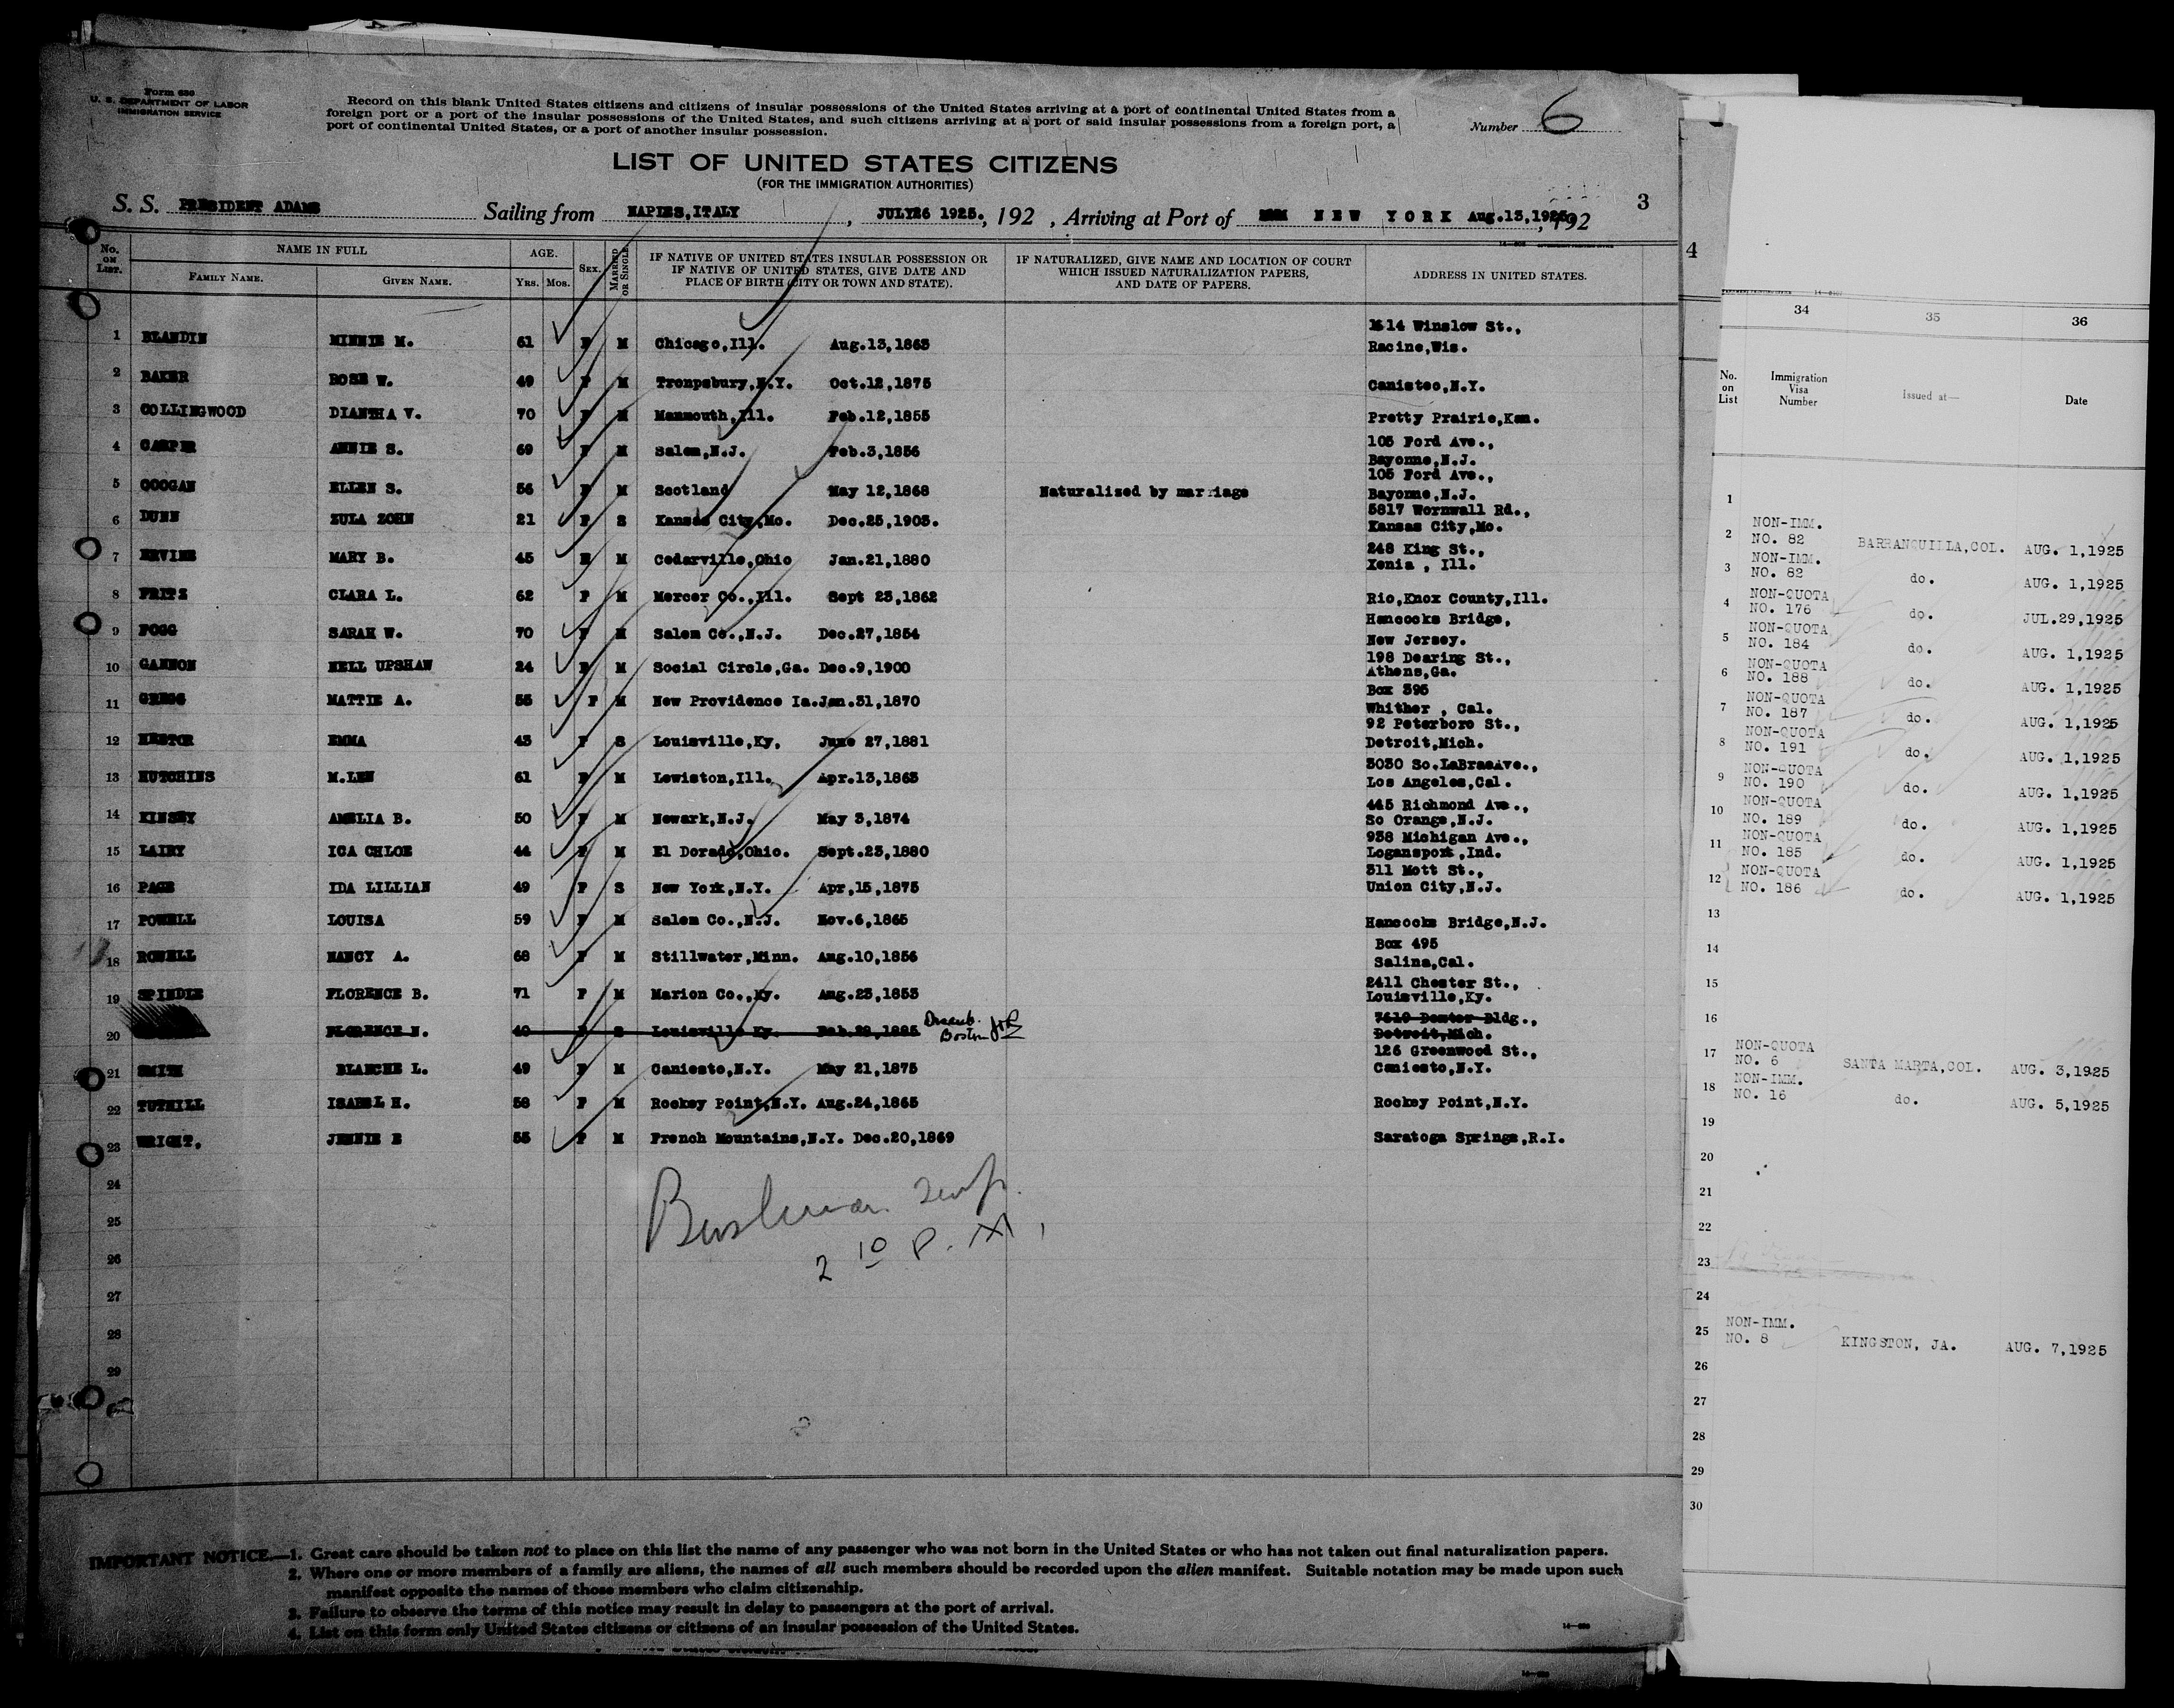 Form 630
U. S. DEPARTMENT OF LABOR
IMMIGRATION SERVICE
Record on this blank United States citizens and citizens of insular possessions of the United States arriving at a port of continental United States from a
foreign port or a port of the insular possessions of the United States, and such citizens arriving at a port of said insular possessions from a foreign port, a
port of continental United States, or a port of another insular possession.
Number 6
LIST OF UNITED STATES CITIZENS
(FOR THE IMMIGRATION AUTHORITIES)
3
S. S. PRESIDENT ADAMS Sailing from NAPLES,ITALY , JULY26 1925. , 192 , Arriving at Port of NEW YORK Aug.13,1925. , 192
No. on List. NAME IN FULL AGE. Sex. Married or Single
Family Name. Given Name. Yrs. Mos.
IF NATIVE OF UNITED STATES INSULAR POSSESSION OR
IF NATIVE OF UNITED STATES, GIVE DATE AND
PLACE OF BIRTH (CITY OR TOWN AND STATE).
IF NATURALIZED, GIVE NAME AND LOCATION OF COURT
WHICH ISSUED NATURALIZATION PAPERS,
AND DATE OF PAPERS.
ADDRESS IN UNITED STATES.
1 BLANDIN MINNIE M. 61 F M Chicago,Ill. Aug.13,1863 1614 Winslow St.,
Racine,Wis.
2 BAKER ROSE W. 49 F M Tronpsbury,N.Y. Oct.12,1875 Canisteo,N.Y.
3 COLLINGWOOD DIANTHA V. 70 F M Manmouth,Ill. Feb.12,1855 Pretty Prairie,Kan.
4 CASPER ANNIE S. 69 F M Salem,N.J. Feb.3,1856 105 Ford Ave.,
Bayonne,N.J.
5 COOGAN ELLEN S. 56 F M Scotland May 12,1868 Naturalized by marriage 105 Ford Ave.,
Bayonne,N.J.
6 DUNN ZULA ZOHN 21 F S Kansas City,Mo. Dec.25,1903. 5817 Wornwall Rd.,
Kansas City,Mo.
7 ERVINE MARY B. 45 F M Cedarville,Ohio Jan.21,1880 248 King St.,
Xenia , Ill.
8 FRITZ CLARA L. 62 F M Mercer Co.,Ill. Sept 23,1862 Rio,Knox County,Ill.
9 FOGG SARAH W. 70 F M Salem Co.,N.J. Dec.27,1854 Hancocks Bridge,
New Jersey.
10 GANNON NELL UPSHAW 24 F M Social Circle,Ga. Dec.9,1900 198 Dearing St.,
Athens,Ga.
11 GREGG MATTIE A. 55 F M New Providence Ia.Jan.31,1870 Box 395
Whither , Cal.
12 HESTOR EMMA 43 F S Louisville,Ky, June 27,1881 92 Peterboro St.,
Detroit,Mich.
13 HUTCHINS M.LEN 61 F M Lewiston,Ill. Apr.13,1863 3030 So.LaBraeAve.,
Los Angeles,Cal.
14 KINSEY AMELIA B. 50 F M Newark,N.J. May 3,1874 445 Richmond Ave.,
So Orange,N.J.
15 LAIRY ICA CHLOE 44 F M El Dorado,Ohio. Sept.23,1880 938 Michigan Ave.,
Logansport,Ind.
16 PAGE IDA LILLIAN 49 F S New York,N.Y. Apr,15,1875 311 Mott St.,
Union City,N.J.
17 POWELL LOUISA 59 F M Salem Co.,N.J. Nov.6,1865 Hancocks Bridge,N.J.
18 ROWELL NANCY A. 68 F M Stillwater,Minn. Aug.10,1856 Box 495
Salina,Cal.
19 SPINDLE FLORENCE B. 71 F M Marion Co.,Ky. Aug.23,1853 2411 Chester St.,
Louisville,Ky.
20 FLORENCE N. 40 F S Louisville Ky. Feb.28,1885 Boston 7610 Dexter Bldg.,
Detroit,Mich.
21 SMITH BLANCHE L. 49 F M Caniesto,N.Y. May 21,1875 126 Greenwood St.,
Caniesto,N.Y.
22 TUTHILL ISABEL H. 58 F M Rockey Point,N.Y. Aug.24,1865 Rockey Point,N.Y.
23 WRIGHT. JENNIE E 55 F M French Mountains,N.Y. Dec.20,1869 Saratoga Springs,R.I.
24
25
26
27
28
29
2 10 P. M.
IMPORTANT NOTICE.—1. Great care should be taken not to place on this list the name of any passenger who was not born in the United States or who has not taken out final naturalization papers.
2. Where one or more members of a family are aliens, the names of all such members should be recorded upon the alien manifest. Suitable notation may be made upon such
manifest opposite the names of those members who claim citizenship.
3. Failure to observe the terms of this notice may result in delay to passengers at the port of arrival.
4. List on this form only United States citizens or citizens of an insular possession of the United States.
4
34 35 36
No. on List Immigration Visa Number Issued at— Date
1
2 NON-IMM. NO. 82 BARRANQUILLA,COL. AUG. 1,1925
3 NON-IMM. NO. 82 do. AUG. 1,1925
4 NON-QUOTA NO. 176 do. JUL.29,1925
5 NON-QUOTA NO. 184 do. AUG. 1,1925
6 NON-QUOTA NO. 188 do. AUG. 1,1925
7 NON-QUOTA NO. 187 do. AUG. 1,1925
8 NON-QUOTA NO. 191 do. AUG. 1,1925
9 NON-QUOTA NO. 190 do. AUG. 1,1925
10 NON-QUOTA NO. 189 do. AUG. 1,1925
11 NON-QUOTA NO. 185 do. AUG. 1,1925
12 NON-QUOTA NO. 186 do. AUG. 1,1925
13
14
15
16
17 NON-QUOTA NO. 6 SANTA MARTA,COL. AUG. 3,1925
18 NON-IMM. NO. 16 do. AUG. 5,1925
19
20
21
22
23
24
25 NON-IMM. NO. 8 KINGSTON, JA. AUG. 7,1925
26
27
28
29
30